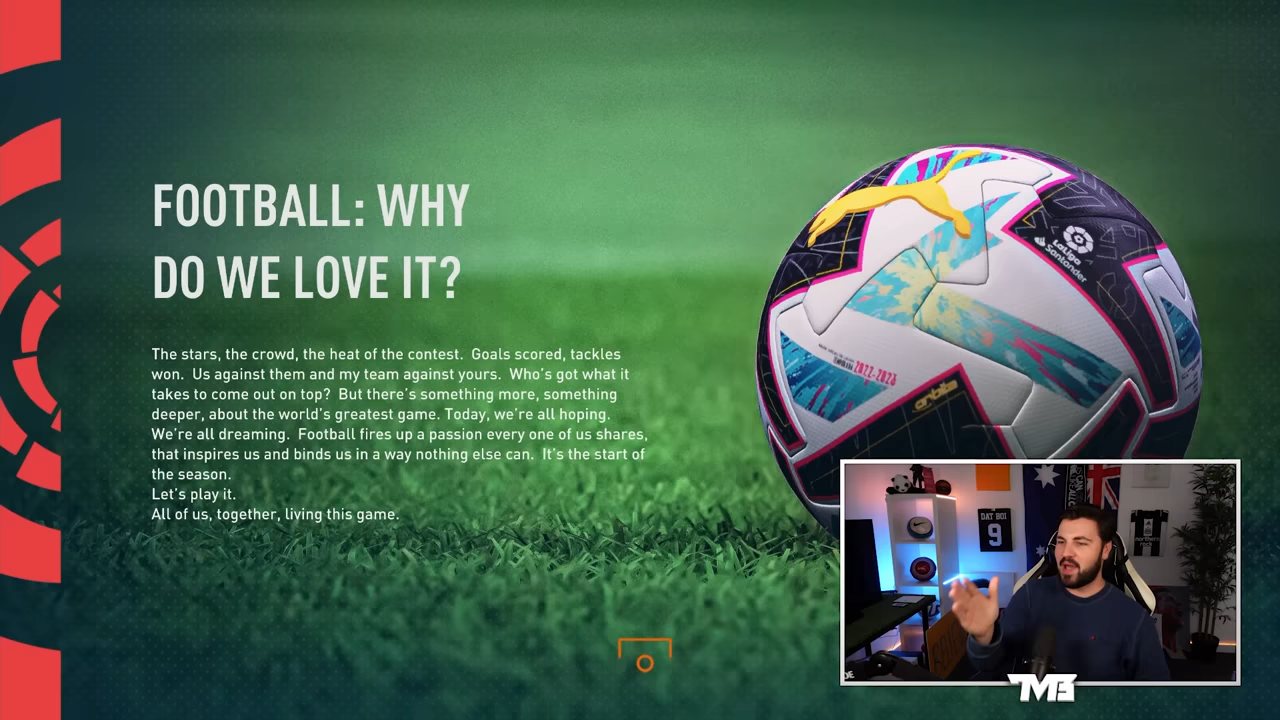 FOOTBALL: WHY
DO WE LOVE IT?
The stars, the crowd, the heat of the contest. Goals scored, tackles
won. Us against them and my team against yours. Who's got what it
takes to come out on top? But there's something more, something
deeper, about the world's greatest game. Today, we're all hoping.
We're all dreaming. Football fires up a passion every one of us shares,
that inspires us and binds us in a way nothing else can. It's the start of
the season.
Let's play it.
All of us, together, living this game.
LaLiga
Santander
2022-2023
orbita
DAY BOI
9
northern
rock
TMB